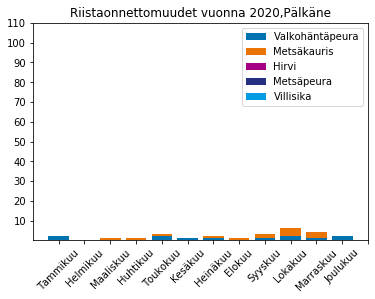 Riistaonnettomuudet vuonna 2020,Pälkäne
110
100
90
80
70
60
50
40
30
20
10
Valkohäntäpeura
Metsäkauris
Hirvi
Metsäpeura
Villisika
Tammikuu
Helmikuu
Maaliskuu
Huhtikuu
Toukokuu
Kesäkuu
Heinäkuu
Elokuu
Syyskuu
Lokakuu
Marraskuu
Joulukuu